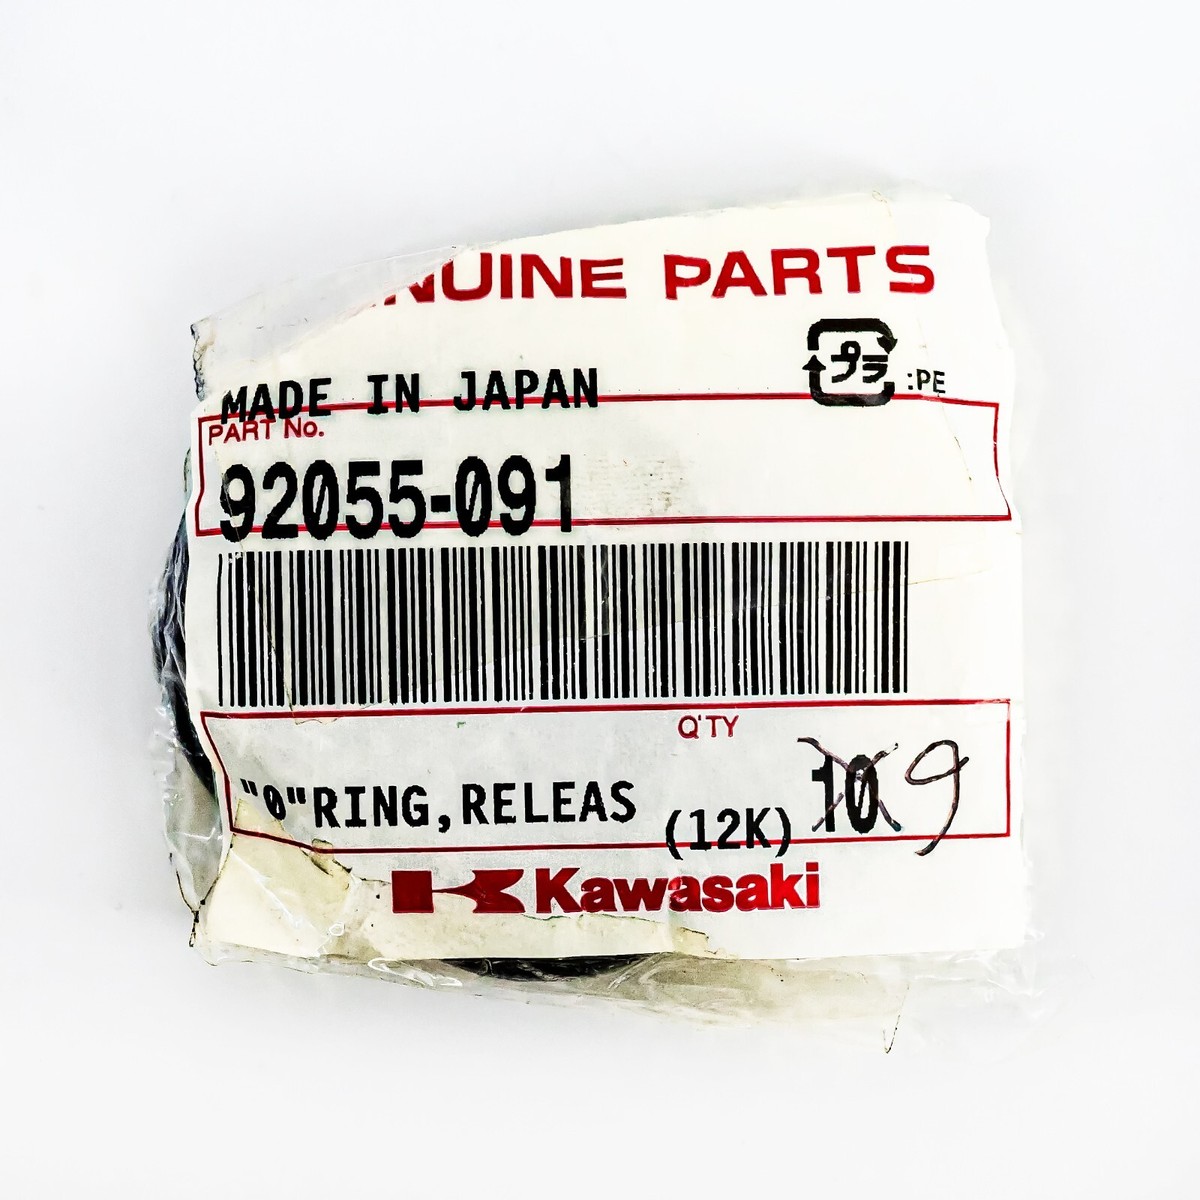 NUINE PARTS
プラ :PE
MADE IN JAPAN
PART No.
92055-091
Q'TY
"0"RING,RELEAS (12K) 10 9
Kawasaki